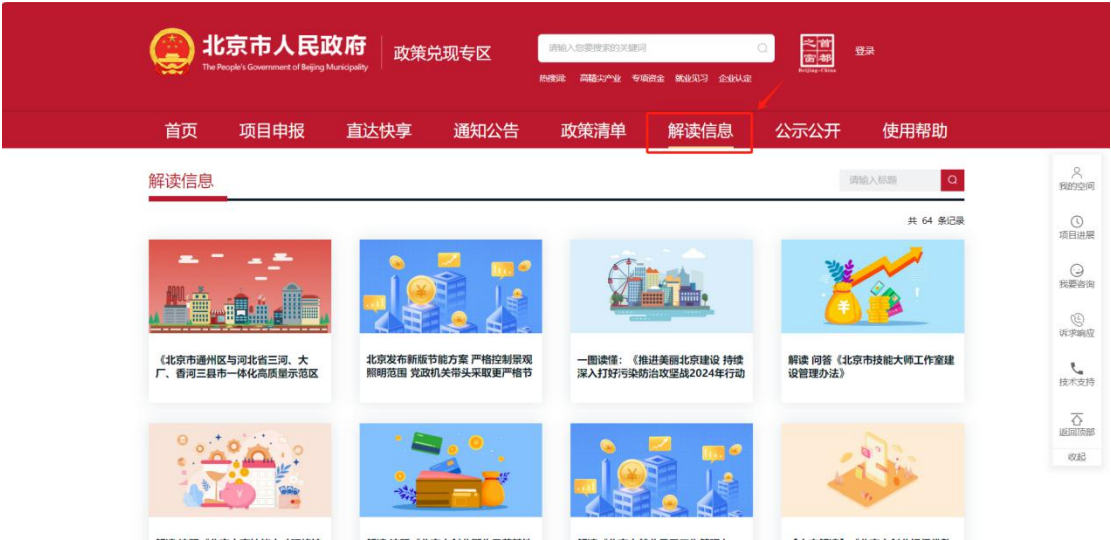 北京市人民政府
The People's Government of Beijing Municipality
政策兑现专区
请输入您要搜索的关键词
热搜词: 高精尖产业 专项资金 就业见习 企业认定
首都之窗
Beijing-China
登录
首页 项目申报 直达快享 通知公告 政策清单 解读信息 公示公开 使用帮助
解读信息
请输入标题
共 64 条记录
《北京市通州区与河北省三河、大
厂、香河三县市一体化高质量示范区
北京发布新版节能方案 严格控制景观
照明范围 党政机关带头采取更严格节
一图读懂：《推进美丽北京建设 持续
深入打好污染防治攻坚战2024年行动
解读 问答《北京市技能大师工作室建
设管理办法》
我的空间
项目进展
我要咨询
诉求响应
技术支持
返回顶部
收起